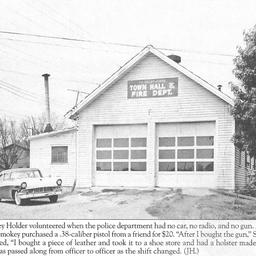 TOWN HALL &
FIRE DEPT.
ey Holder volunteered when the police department had no car, no radio, and no gun.
mokey purchased a .38-caliber pistol from a friend for $20. "After I bought the gun," S
ed, "I bought a piece of leather and took it to a shoe store and had a holster made
as passed along from officer to officer as the shift changed. (JH.)